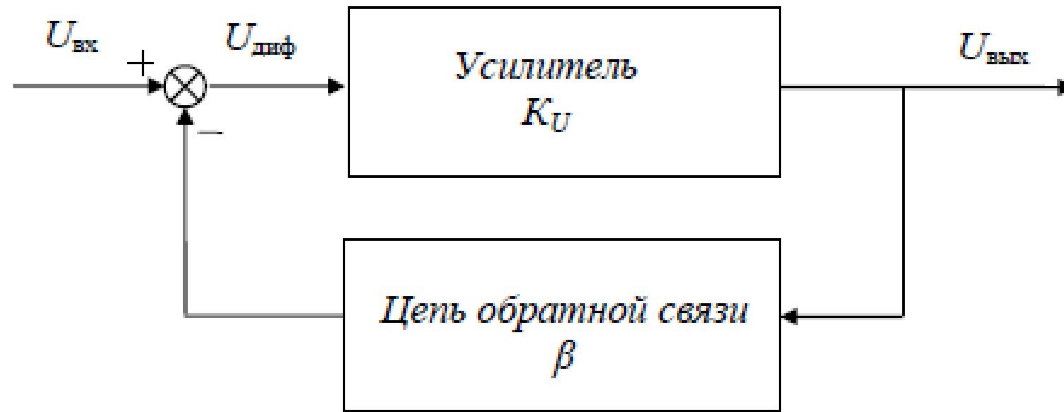 Uвх
+
Uдиф
Усилитель
KU
Uвых
−
Цепь обратной связи
β